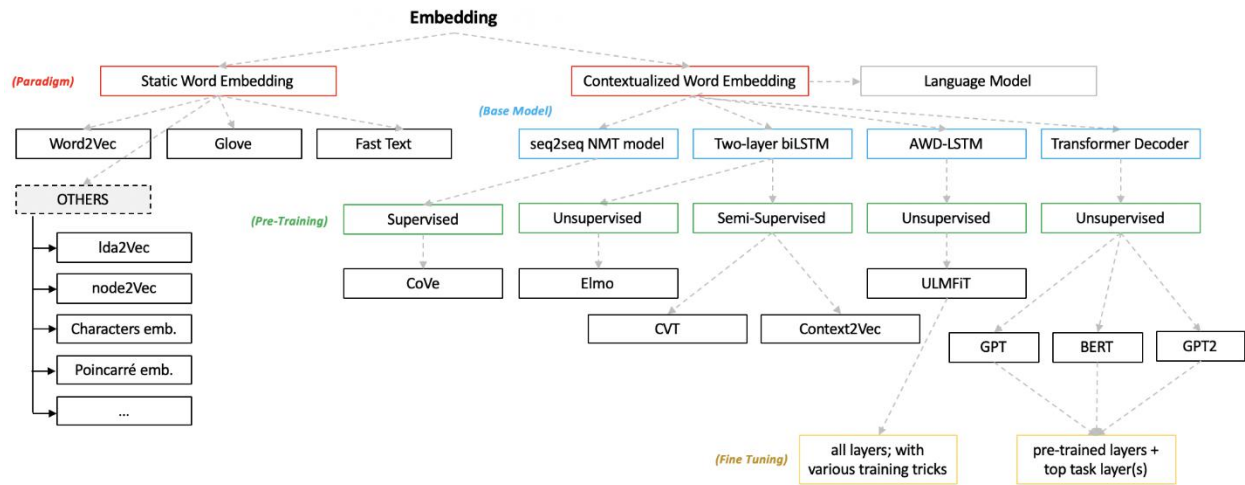 Embedding
(Paradigm)
Static Word Embedding
Contextualized Word Embedding
Language Model
(Base Model)
Word2Vec
Glove
Fast Text
seq2seq NMT model
Two-layer biLSTM
AWD-LSTM
Transformer Decoder
OTHERS
(Pre-Training)
Supervised
Unsupervised
Semi-Supervised
Unsupervised
Unsupervised
lda2Vec
node2Vec
Characters emb.
Poincarré emb.
...
CoVe
Elmo
ULMFiT
CVT
Context2Vec
GPT
BERT
GPT2
(Fine Tuning)
all layers; with
various training tricks
pre-trained layers +
top task layer(s)